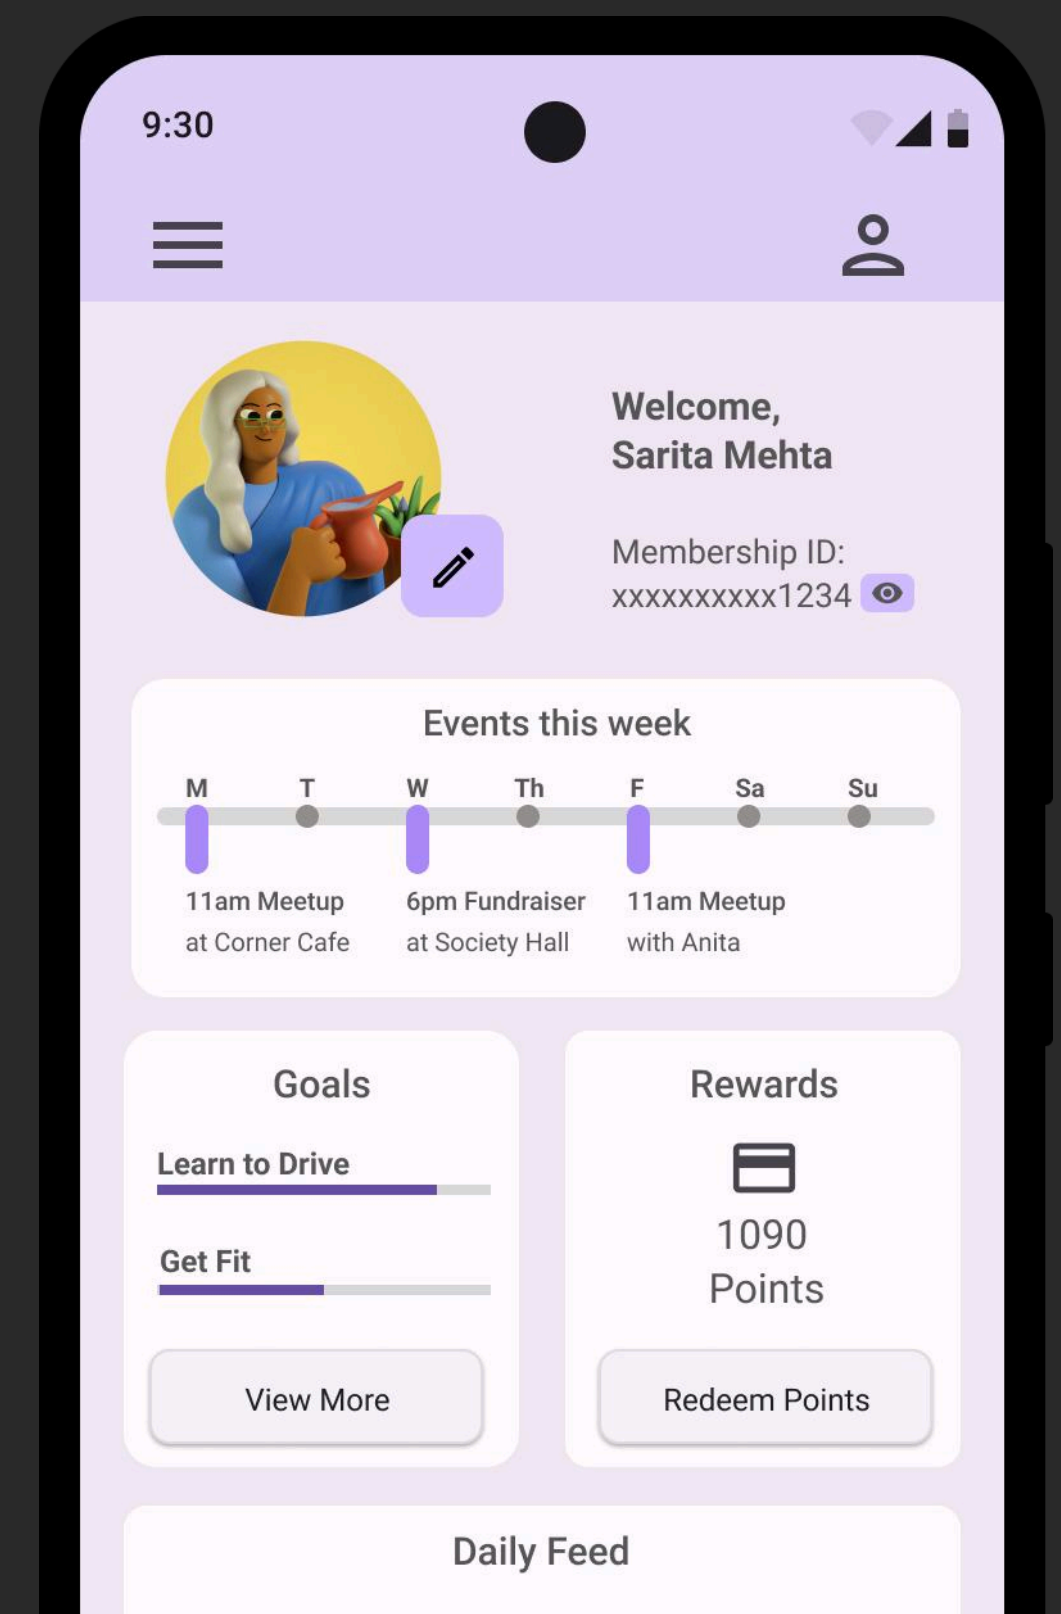 9:30
Welcome,
Sarita Mehta
Membership ID:
xxxxxxxxxx1234
Events this week
M T W Th F Sa Su
11am Meetup
at Corner Cafe
6pm Fundraiser
at Society Hall
11am Meetup
with Anita
Goals
Learn to Drive
Get Fit
View More
Rewards
1090
Points
Redeem Points
Daily Feed